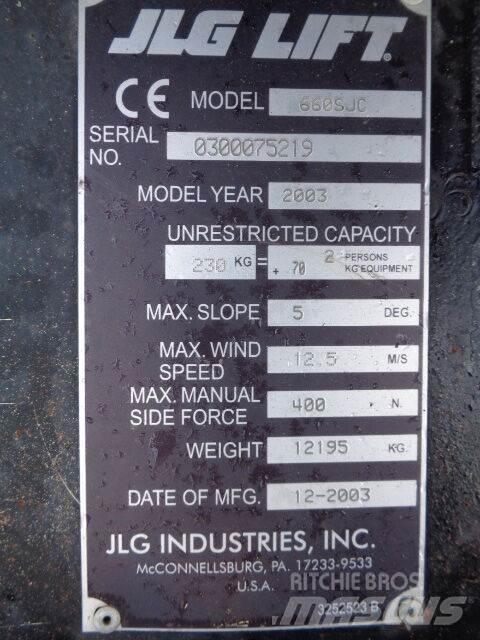 JLG LIFT®
CE MODEL 660SJC
SERIAL NO. 0300075219
MODEL YEAR 2003
UNRESTRICTED CAPACITY
230 KG = 2 PERSONS
+ 70 KG EQUIPMENT
MAX. SLOPE 5 DEG.
MAX. WIND SPEED 12.5 M/S
MAX. MANUAL SIDE FORCE 400 N.
WEIGHT 12195 KG.
DATE OF MFG. 12-2003
JLG INDUSTRIES, INC.
McCONNELLSBURG, PA. 17233-9533
U.S.A.
RITCHIE BROS
Mascus
3252523 B